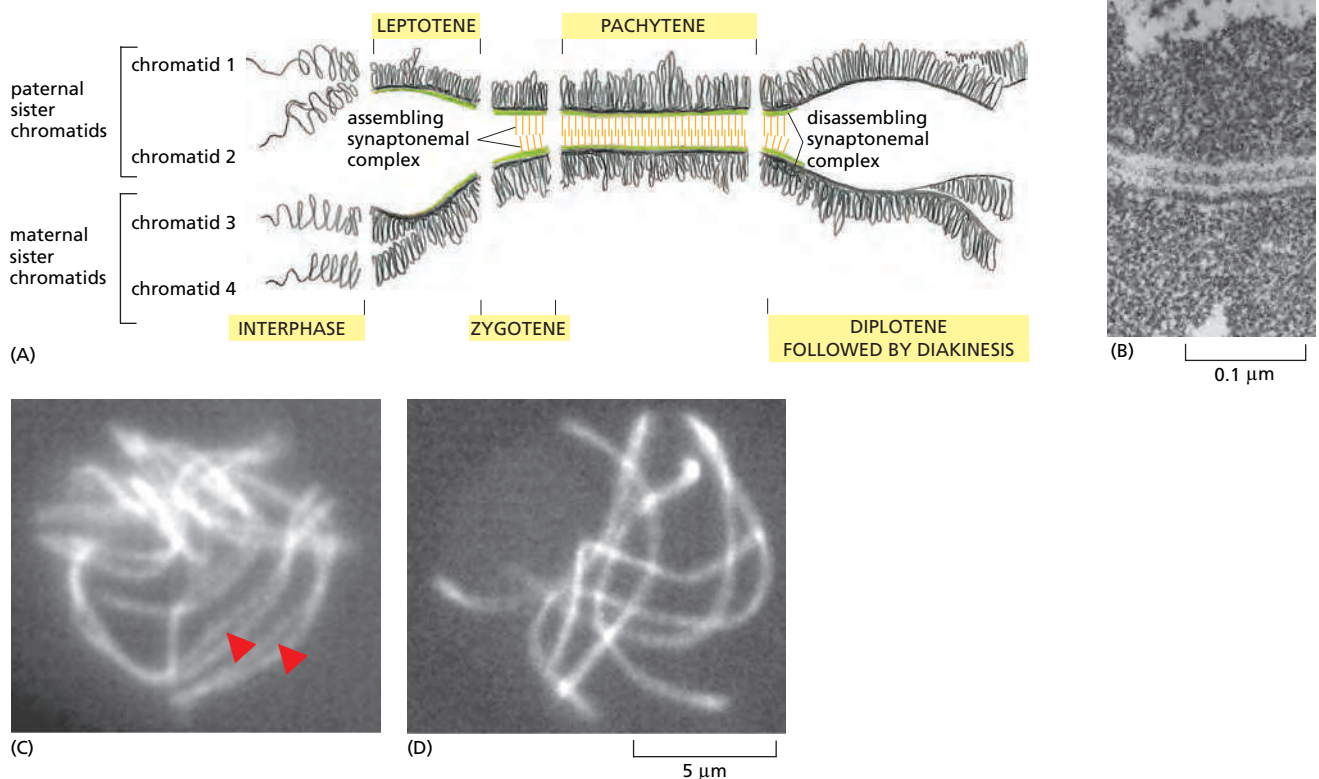 LEPTOTENE
PACHYTENE
paternal
sister
chromatids
chromatid 1
chromatid 2
assembling
synaptonemal
complex
disassembling
synaptonemal
complex
maternal
sister
chromatids
chromatid 3
chromatid 4
INTERPHASE
ZYGOTENE
DIPLOTENE
FOLLOWED BY DIAKINESIS
(A)
(B)
0.1 μm
(C)
(D)
5 μm